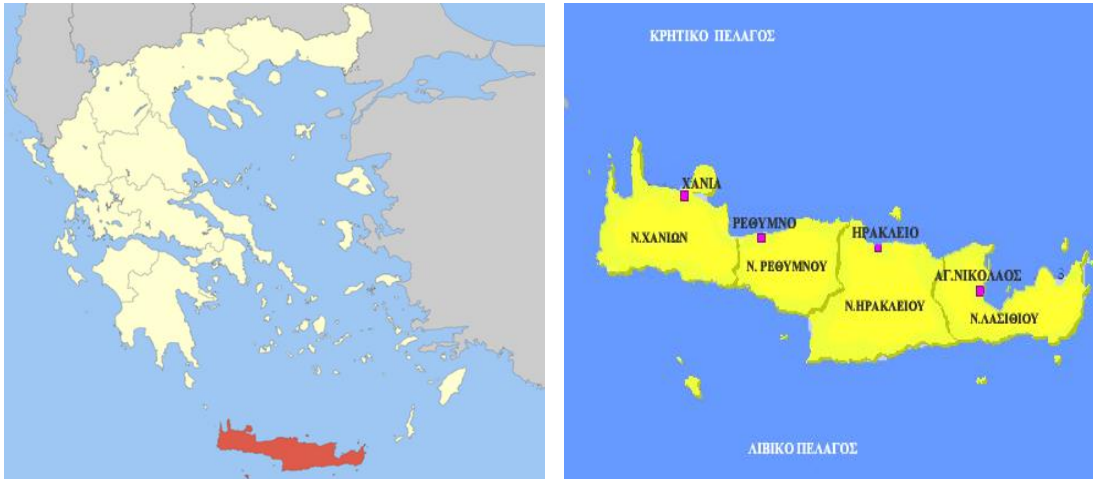 ΚΡΗΤΙΚΟ ΠΕΛΑΓΟΣ
ΧΑΝΙΑ
ΡΕΘΥΜΝΟ
ΗΡΑΚΛΕΙΟ
Ν.ΧΑΝΙΩΝ
Ν. ΡΕΘΥΜΝΟΥ
ΑΓ.ΝΙΚΟΛΑΟΣ
Ν.ΗΡΑΚΛΕΙΟΥ
Ν.ΛΑΣΙΘΙΟΥ
ΛΙΒΙΚΟ ΠΕΛΑΓΟΣ